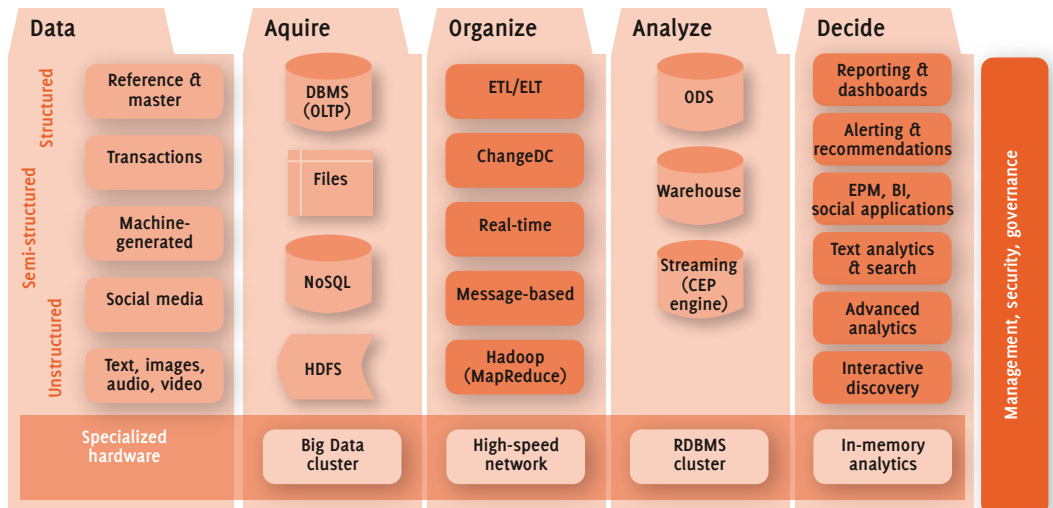 Data
Aquire
Organize
Analyze
Decide
Structured
Semi-structured
Unstructured
Reference &
master
Transactions
Machine-
generated
Social media
Text, images,
audio, video
DBMS
(OLTP)
Files
NoSQL
HDFS
ETL/ELT
ChangeDC
Real-time
Message-based
Hadoop
(MapReduce)
ODS
Warehouse
Streaming
(CEP
engine)
Reporting &
dashboards
Alerting &
recommendations
EPM, BI,
social applications
Text analytics
& search
Advanced
analytics
Interactive
discovery
Management, security, governance
Specialized
hardware
Big Data
cluster
High-speed
network
RDBMS
cluster
In-memory
analytics